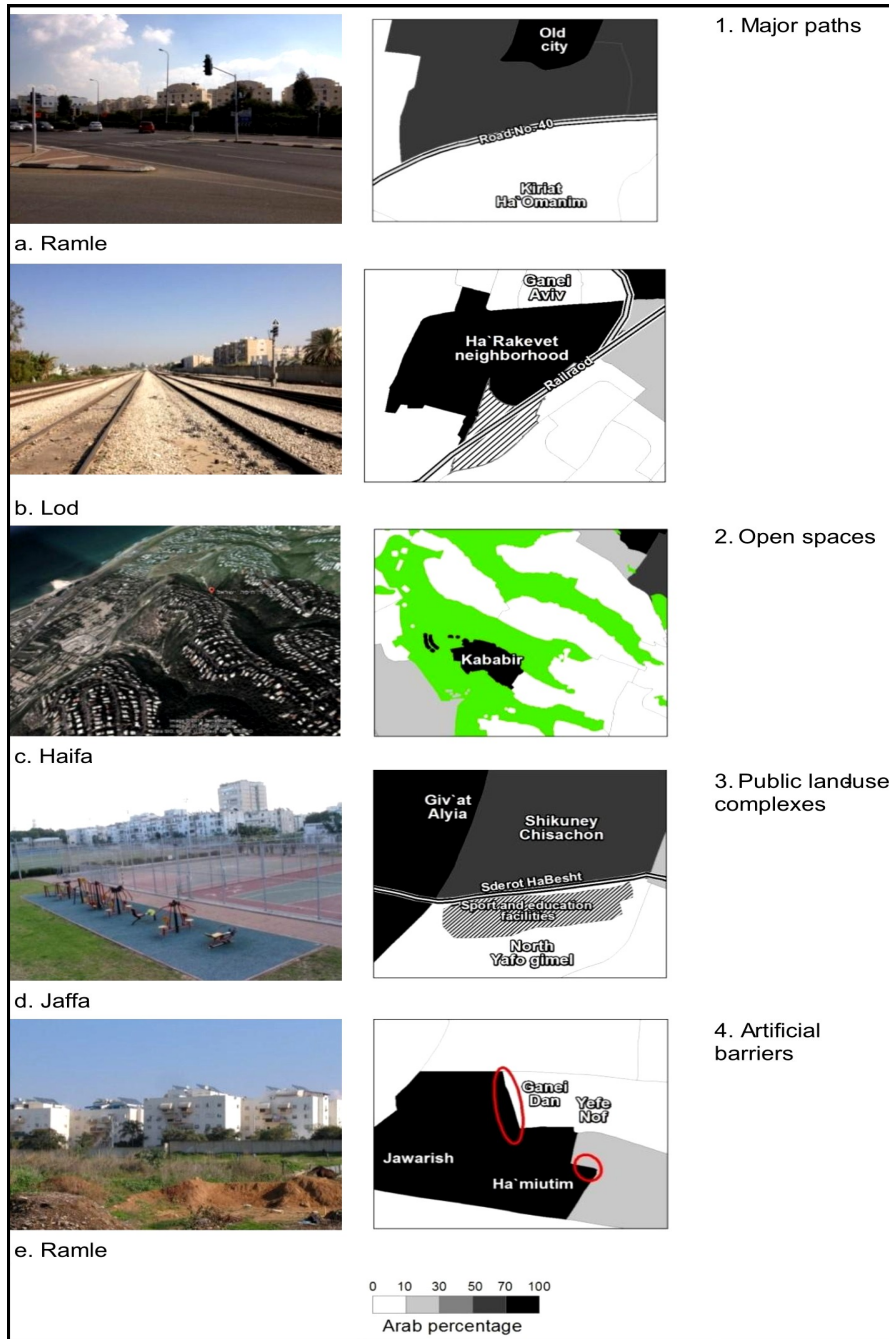 1. Major paths
Old
city
Road No. 40
Kiriat
Ha`Omanim
a. Ramle
Ganei
Aviv
Ha`Rakevet
neighborhood
Railraod
b. Lod
2. Open spaces
Kababir
c. Haifa
3. Public landuse
complexes
Giv`at
Alyia
Shikuney
Chisachon
Sderot HaBesht
Sport and education
facilities
North
Yafo gimel
d. Jaffa
4. Artificial
barriers
Ganei
Dan
Yefe
Nof
Jawarish
Ha`miutim
e. Ramle
0 10 30 50 70 100
Arab percentage